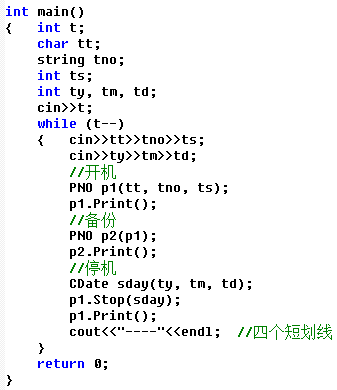 int main()
{   int t;
    char tt;
    string tno;
    int ts;
    int ty, tm, td;
    cin>>t;
    while (t--)
    {   cin>>tt>>tno>>ts;
        cin>>ty>>tm>>td;
        //开机
        PNO p1(tt, tno, ts);
        p1.Print();
        //备份
        PNO p2(p1);
        p2.Print();
        //停机
        CDate sday(ty, tm, td);
        p1.Stop(sday);
        p1.Print();
        cout<<"----"<<endl;  //四个短划线
    }
    return 0;
}